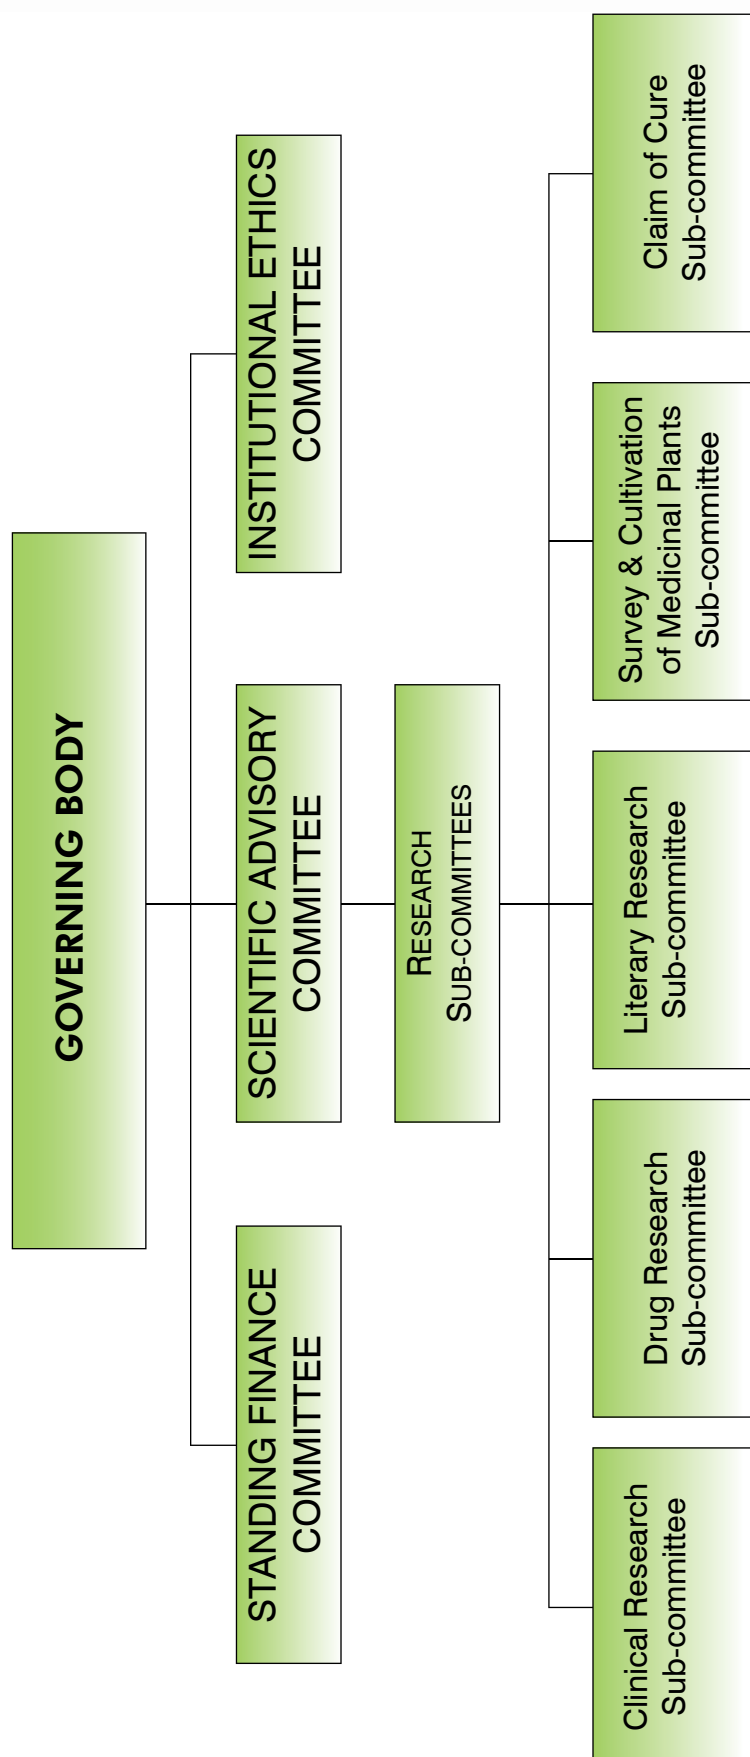 GOVERNING BODY
STANDING FINANCE
COMMITTEE
SCIENTIFIC ADVISORY
COMMITTEE
INSTITUTIONAL ETHICS
COMMITTEE
RESEARCH
SUB-COMMITTEES
Clinical Research
Sub-committee
Drug Research
Sub-committee
Literary Research
Sub-committee
Survey & Cultivation
of Medicinal Plants
Sub-committee
Claim of Cure
Sub-committee